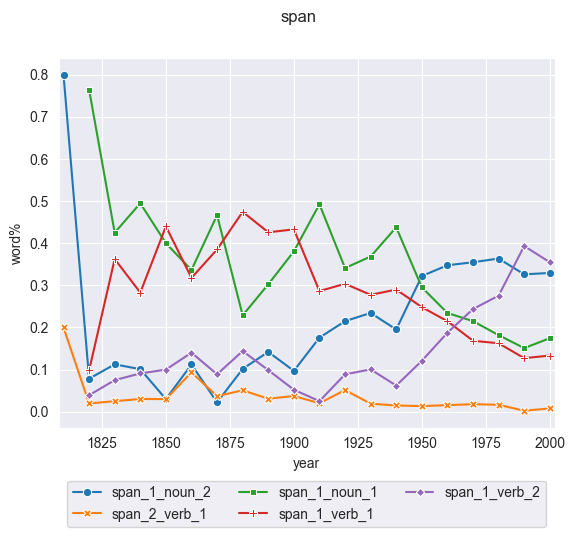 span
0.8
0.7
0.6
0.5
0.4
0.3
0.2
0.1
0.0
word%
1825 1850 1875 1900 1925 1950 1975 2000
year
span_1_noun_2 span_1_noun_1 span_1_verb_2
span_2_verb_1 span_1_verb_1